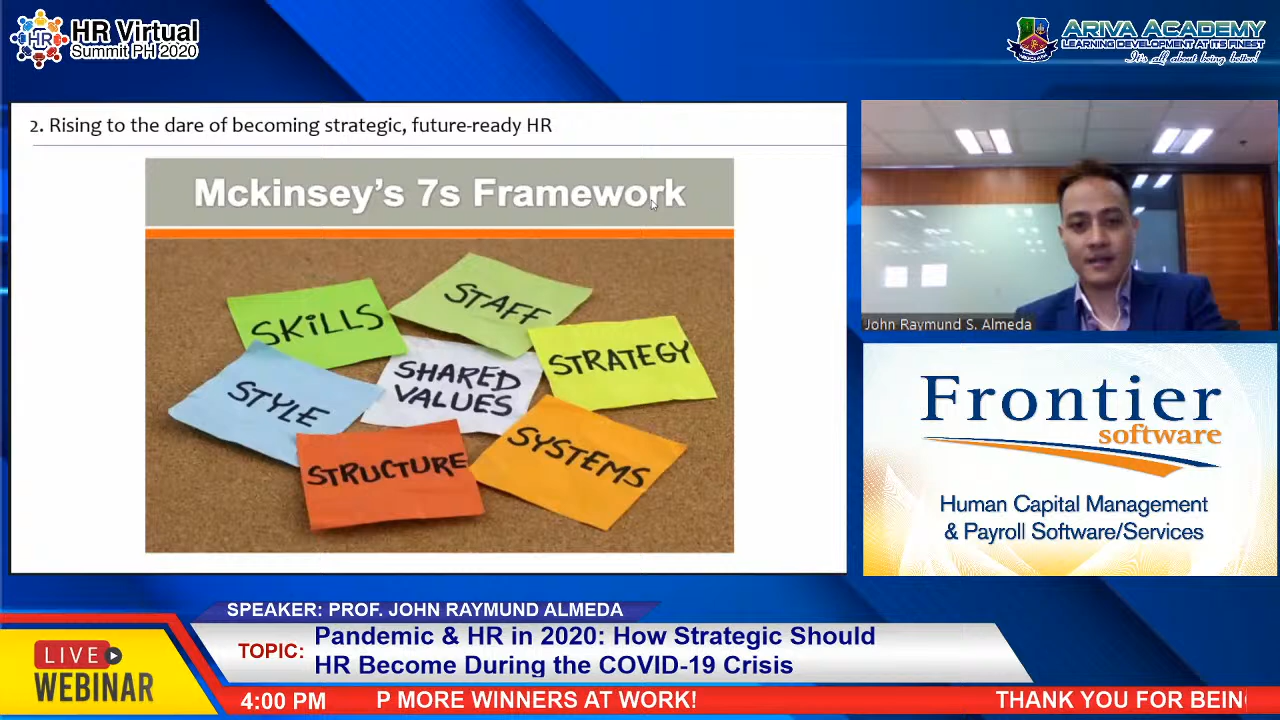 HR
HR Virtual
Summit PH 2020
ARIVA ACADEMY
LEARNING DEVELOPMENT AT ITS FINEST
It's all about being better!
2. Rising to the dare of becoming strategic, future-ready HR
Mckinsey's 7s Framework
SKiLLS
STAFF
STRATEGY
SHARED
VALUES
STYLE
STRUCTURE
SYSTEMS
John Raymund S. Almeda
Frontier
software
Human Capital Management
& Payroll Software/Services
SPEAKER: PROF. JOHN RAYMUND ALMEDA
TOPIC: Pandemic & HR in 2020: How Strategic Should
HR Become During the COVID-19 Crisis
LIVE
WEBINAR
4:00 PM P MORE WINNERS AT WORK! THANK YOU FOR BEIN